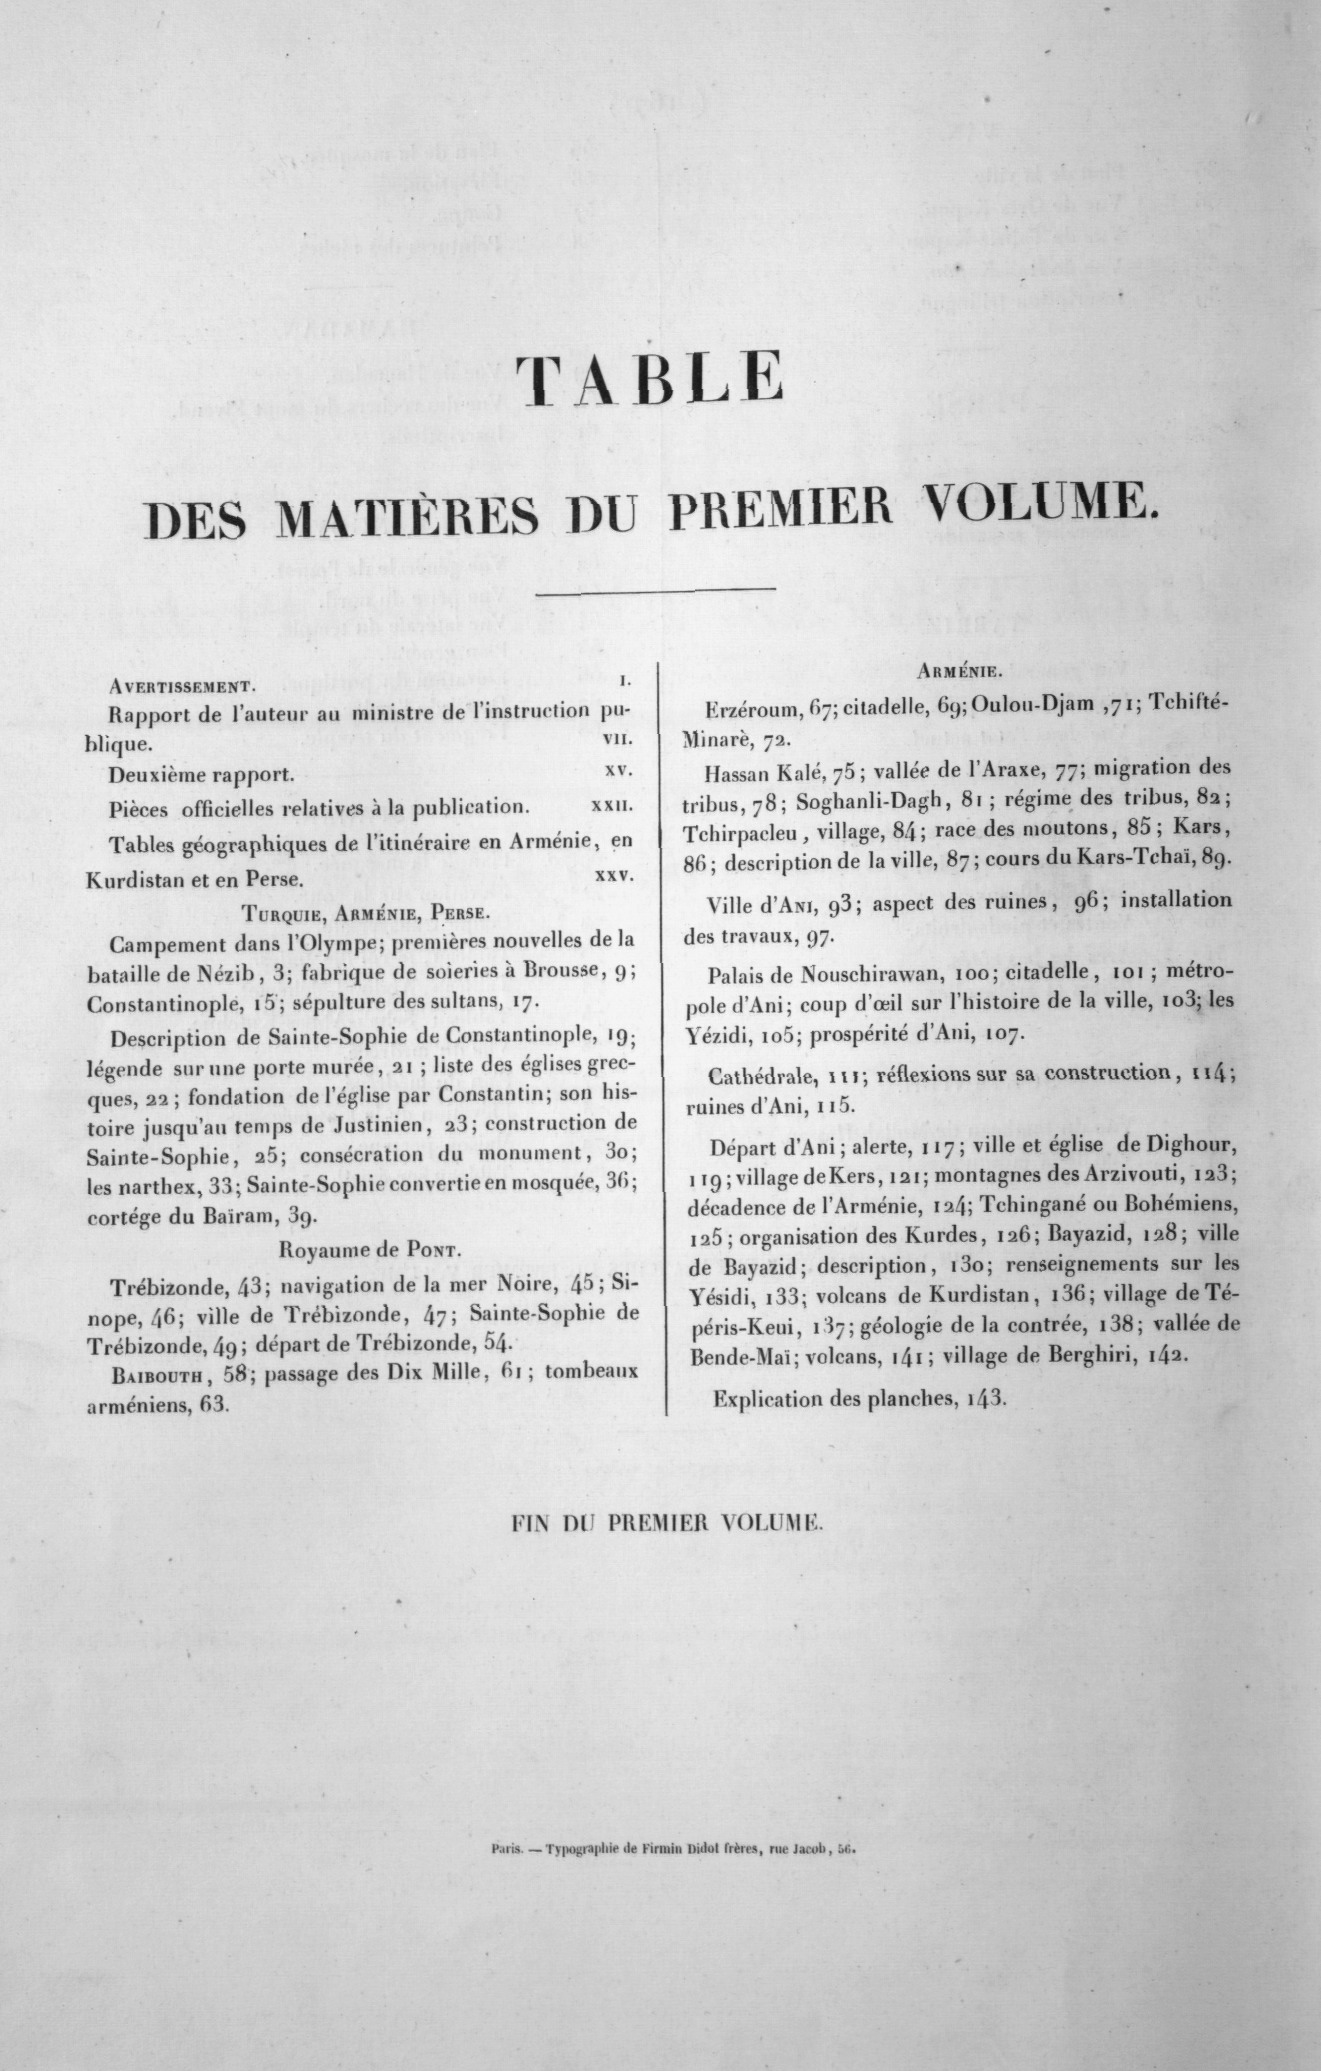 TABLE
DES MATIÈRES DU PREMIER VOLUME.
AVERTISSEMENT. I.
Rapport de l'auteur au ministre de l'instruction pu-
blique. VII.
Deuxième rapport. XV.
Pièces officielles relatives à la publication. XXII.
Tables géographiques de l'itinéraire en Arménie, en
Kurdistan et en Perse. XXV.
TURQUIE, ARMÉNIE, PERSE.
Campement dans l'Olympe; premières nouvelles de la
bataille de Nézib, 3; fabrique de soieries à Brousse, 9;
Constantinople, 15; sépulture des sultans, 17.
Description de Sainte-Sophie de Constantinople, 19;
légende sur une porte murée, 21; liste des églises grec-
ques, 22; fondation de l'église par Constantin; son his-
toire jusqu'au temps de Justinien, 23; construction de
Sainte-Sophie, 25; consécration du monument, 30;
les narthex, 33; Sainte-Sophie convertie en mosquée, 36;
cortége du Baïram, 39.
Royaume de PONT.
Trébizonde, 43; navigation de la mer Noire, 45; Si-
nope, 46; ville de Trébizonde, 47; Sainte-Sophie de
Trébizonde, 49; départ de Trébizonde, 54.
BAIBOUTH, 58; passage des Dix Mille, 61; tombeaux
arméniens, 63.
ARMÉNIE.
Erzéroum, 67; citadelle, 69; Oulou-Djam ,71; Tchifté-
Minarè, 72.
Hassan Kalé, 75; vallée de l'Araxe, 77; migration des
tribus, 78; Soghanli-Dagh, 81; régime des tribus, 82;
Tchirpacleu, village, 84; race des moutons, 85; Kars,
86; description de la ville, 87; cours du Kars-Tchaï, 89.
Ville d'ANI, 93; aspect des ruines, 96; installation
des travaux, 97.
Palais de Nouschirawan, 100; citadelle, 101; métro-
pole d'Ani; coup d'œil sur l'histoire de la ville, 103; les
Yézidi, 105; prospérité d'Ani, 107.
Cathédrale, 111; réflexions sur sa construction, 114;
ruines d'Ani, 115.
Départ d'Ani; alerte, 117; ville et église de Dighour,
119; village de Kers, 121; montagnes des Arzivouti, 123;
décadence de l'Arménie, 124; Tchingané ou Bohémiens,
125; organisation des Kurdes, 126; Bayazid, 128; ville
de Bayazid; description, 130; renseignements sur les
Yésidi, 133; volcans de Kurdistan, 136; village de Té-
péris-Keui, 137; géologie de la contrée, 138; vallée de
Bende-Maï; volcans, 141; village de Berghiri, 142.
Explication des planches, 143.
FIN DU PREMIER VOLUME.
Paris. — Typographie de Firmin Didot frères, rue Jacob, 56.